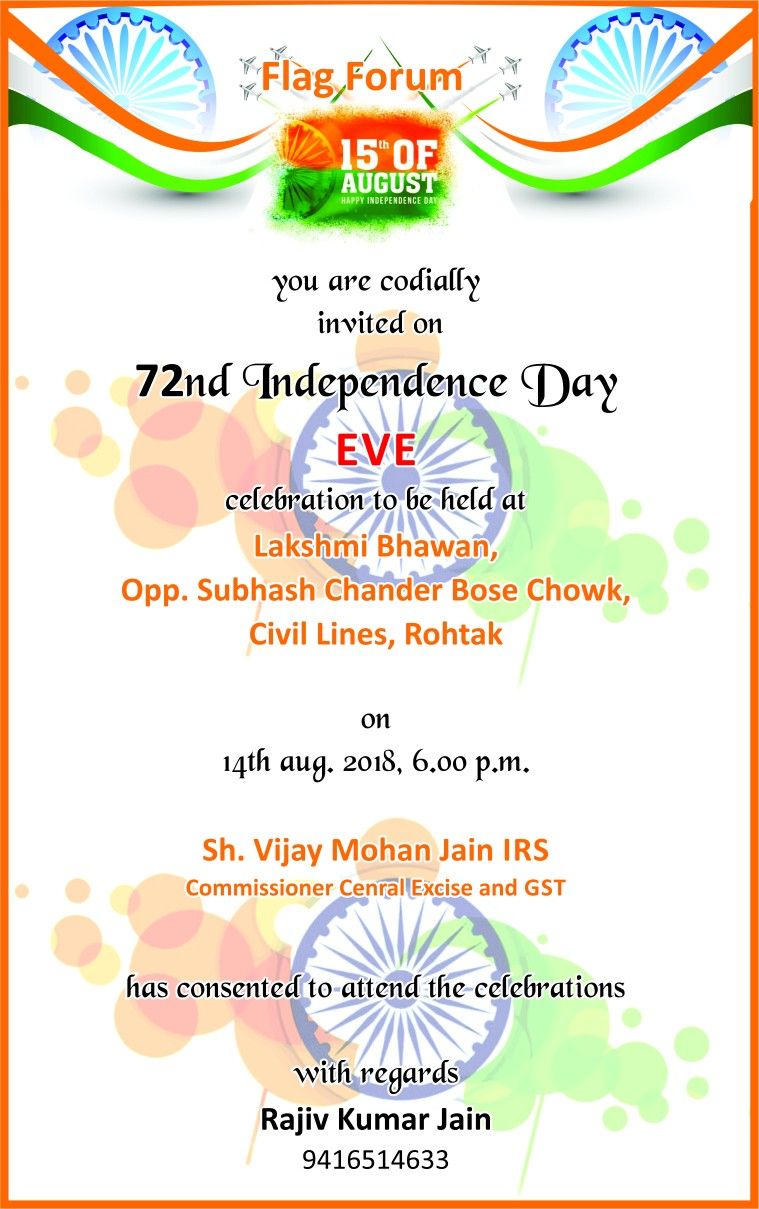 Flag Forum
15th OF
AUGUST
HAPPY INDEPENDENCE DAY
you are codially
invited on
72nd Independence Day
EVE
celebration to be held at
Lakshmi Bhawan,
Opp. Subhash Chander Bose Chowk,
Civil Lines, Rohtak
on
14th aug. 2018, 6.00 p.m.
Sh. Vijay Mohan Jain IRS
Commissioner Cenral Excise and GST
has consented to attend the celebrations
with regards
Rajiv Kumar Jain
9416514633